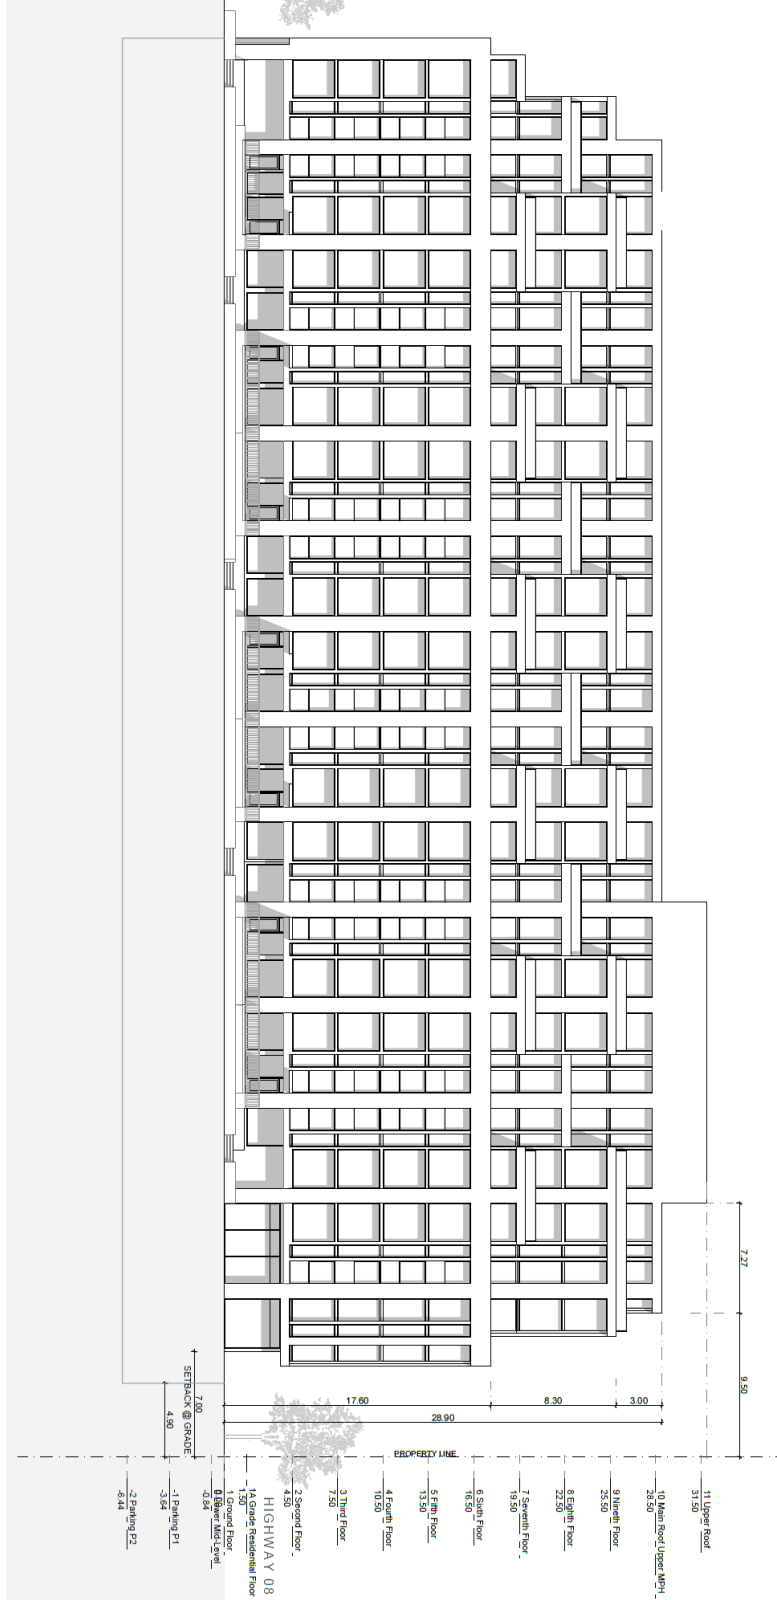 11 Upper Roof
31.50
10 Main Roof Upper MPH
28.50
9 Nineth Floor
25.50
8 Eighth Floor
22.50
7 Seventh Floor
19.50
6 Sixth Floor
16.50
5 Fifth Floor
13.50
4 Fourth Floor
10.50
3 Third Floor
7.50
2 Second Floor
4.50
HIGHWAY 08
1A Grade Residential Floor
1.50
1 Ground Floor
0.00
Lower Mid-Level
-0.84
-1 Parking P1
-3.64
-2 Parking P2
-6.44
PROPERTY LINE
7.27
9.50
17.60
8.30
3.00
28.90
7.00
SETBACK @ GRADE
4.90